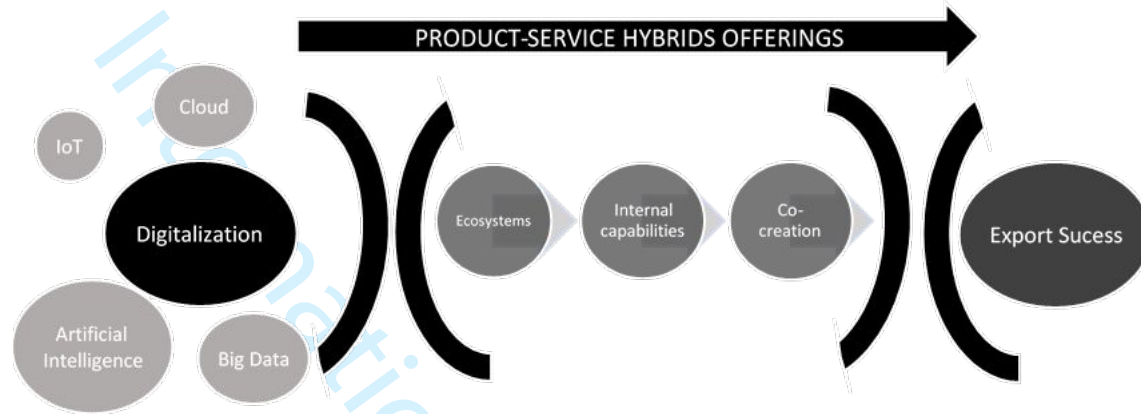 PRODUCT-SERVICE HYBRIDS OFFERINGS
Cloud
IoT
Digitalization
Artificial
Intelligence
Big Data
Ecosystems
Internal
capabilities
Co-
creation
Export Sucess